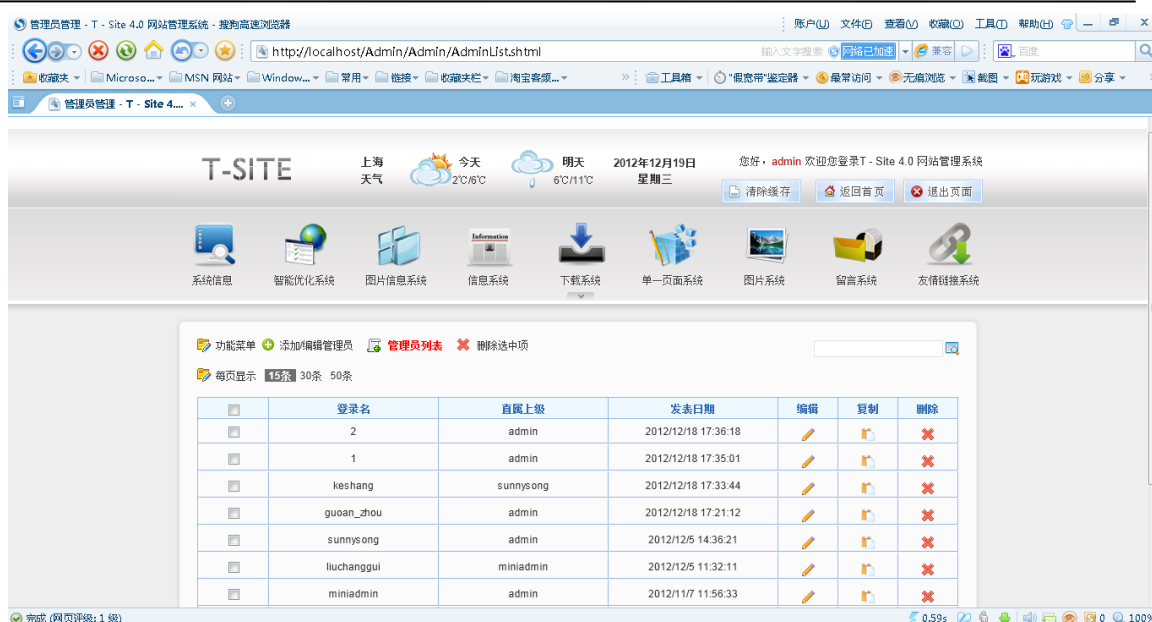 管理员管理 - T - Site 4.0 网站管理系统 - 搜狗高速浏览器 账户(U) 文件(F) 查看(V) 收藏(O) 工具(T) 帮助(H)
http://localhost/Admin/Admin/AdminList.shtml 输入文字搜索 网络已加速 兼容 百度
收藏夹 Microso... MSN 网站 Window... 常用 链接 收藏夹栏 淘宝客频... » 工具箱 "假宽带"鉴定器 最常访问 无痕浏览 截图 玩游戏 分享
管理员管理 - T - Site 4....
T-SITE 上海 今天 明天 2012年12月19日 您好，admin 欢迎您登录T - Site 4.0 网站管理系统
天气 2℃/6℃ 6℃/11℃ 星期三 清除缓存 返回首页 退出页面
Information
系统信息 智能优化系统 图片信息系统 信息系统 下载系统 单一页面系统 图片系统 留言系统 友情链接系统
功能菜单 添加/编辑管理员 管理员列表 删除选中项
每页显示 15条 30条 50条
登录名 直属上级 发表日期 编辑 复制 删除
2 admin 2012/12/18 17:36:18
1 admin 2012/12/18 17:35:01
keshang sunnysong 2012/12/18 17:33:44
guoan_zhou admin 2012/12/18 17:21:12
sunnysong admin 2012/12/5 14:36:21
liuchanggui miniadmin 2012/12/5 11:32:11
miniadmin admin 2012/11/7 11:56:33
完成 (网页评级: 1 级) 0.59s 0 100%